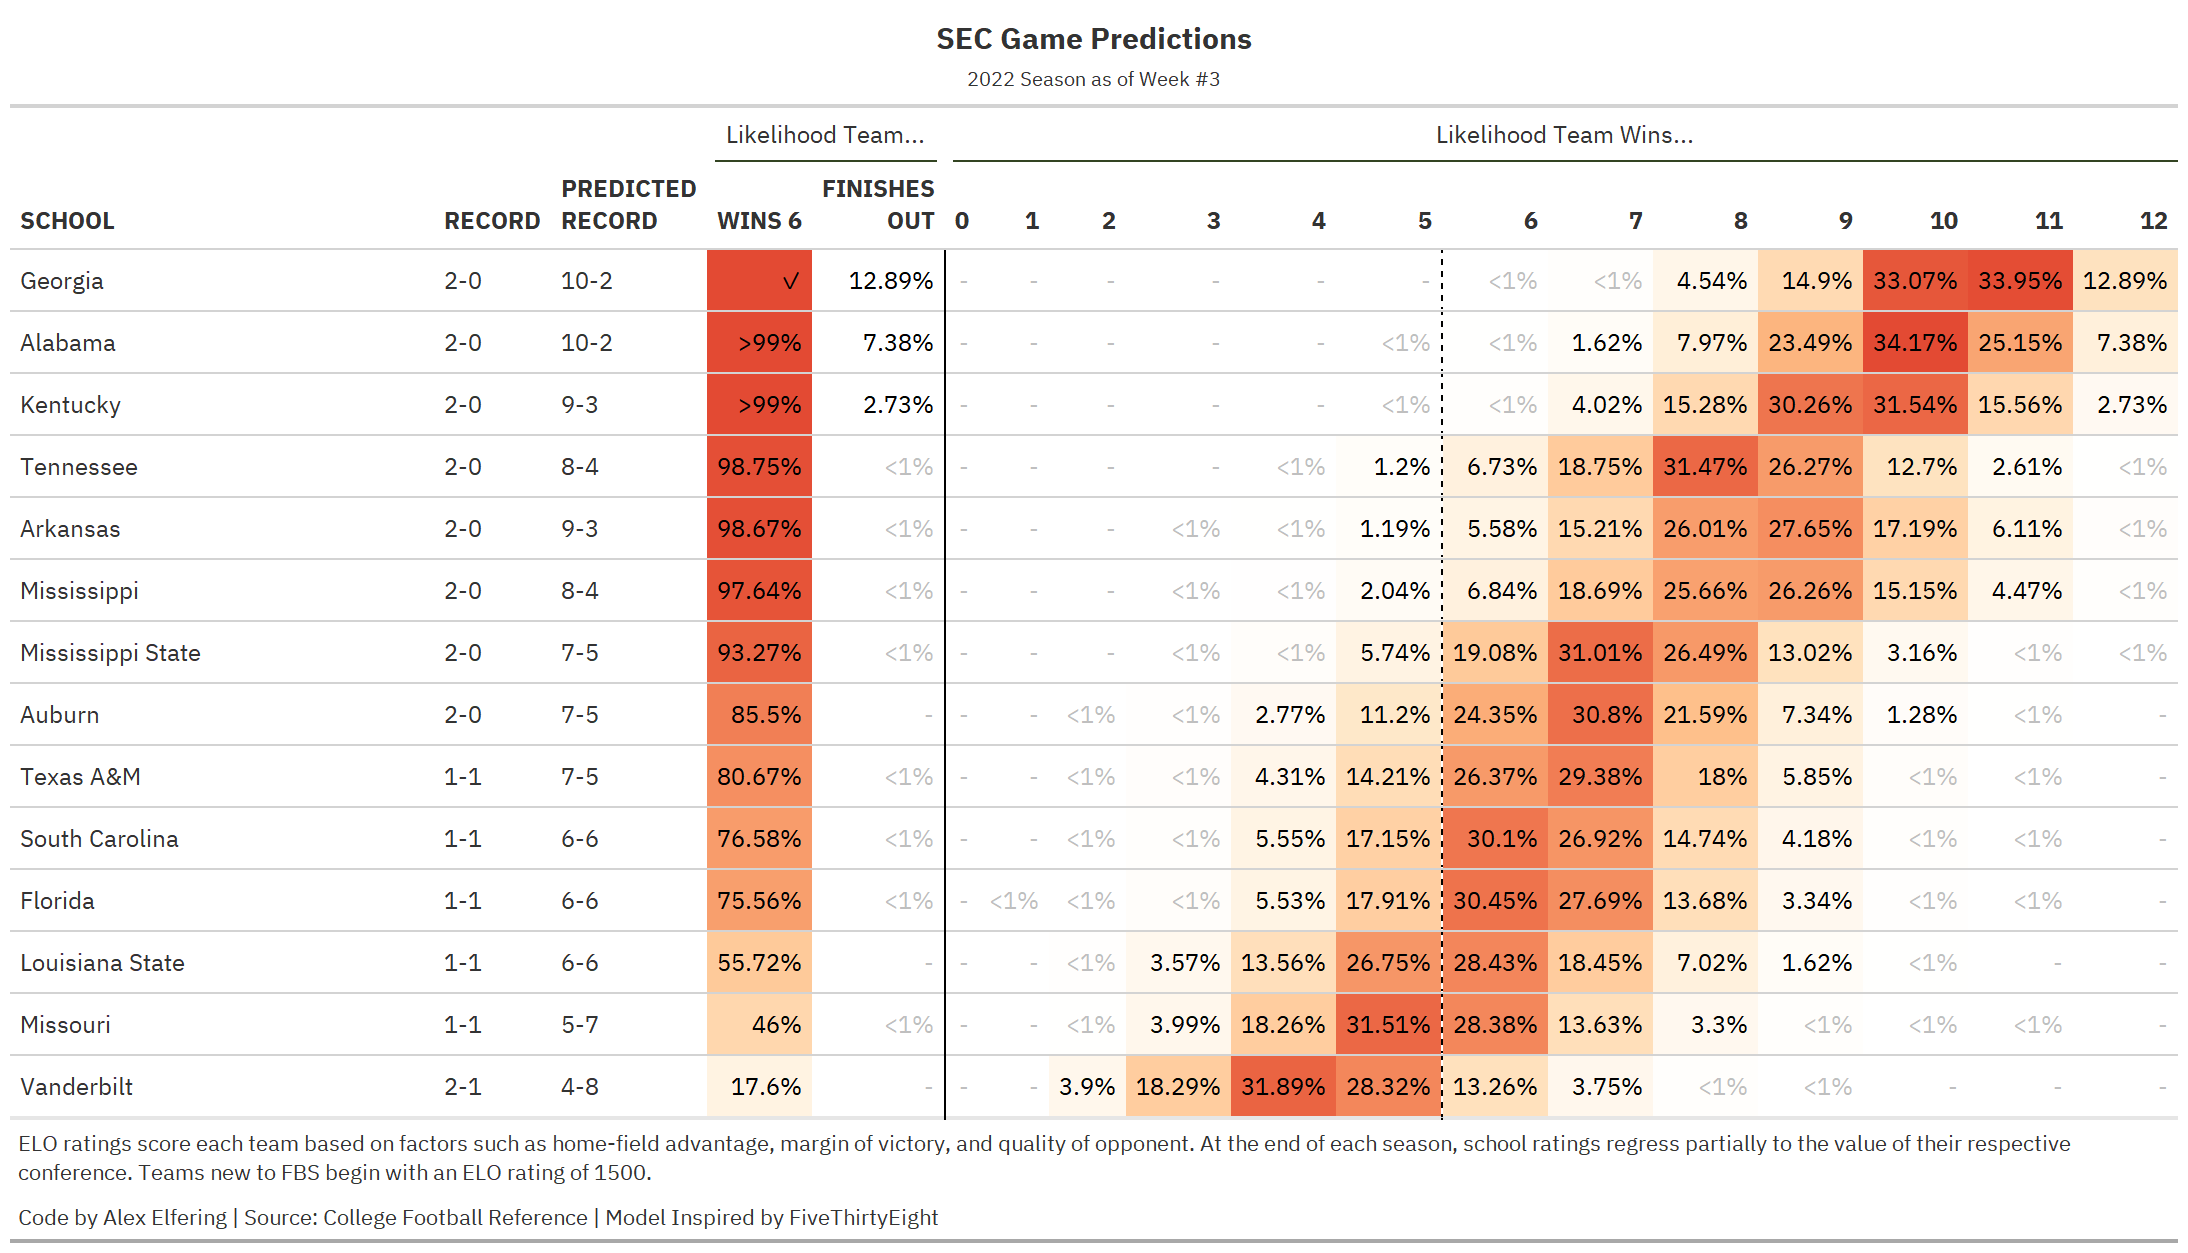 SEC Game Predictions
2022 Season as of Week #3
Likelihood Team... Likelihood Team Wins...
SCHOOL RECORD PREDICTED RECORD WINS 6 FINISHES OUT 0 1 2 3 4 5 6 7 8 9 10 11 12
Georgia 2-0 10-2 ✓ 12.89% - - - - - - <1% <1% 4.54% 14.9% 33.07% 33.95% 12.89%
Alabama 2-0 10-2 >99% 7.38% - - - - - <1% <1% 1.62% 7.97% 23.49% 34.17% 25.15% 7.38%
Kentucky 2-0 9-3 >99% 2.73% - - - - - <1% <1% 4.02% 15.28% 30.26% 31.54% 15.56% 2.73%
Tennessee 2-0 8-4 98.75% <1% - - - - <1% 1.2% 6.73% 18.75% 31.47% 26.27% 12.7% 2.61% <1%
Arkansas 2-0 9-3 98.67% <1% - - - <1% <1% 1.19% 5.58% 15.21% 26.01% 27.65% 17.19% 6.11% <1%
Mississippi 2-0 8-4 97.64% <1% - - - <1% <1% 2.04% 6.84% 18.69% 25.66% 26.26% 15.15% 4.47% <1%
Mississippi State 2-0 7-5 93.27% <1% - - - <1% <1% 5.74% 19.08% 31.01% 26.49% 13.02% 3.16% <1% <1%
Auburn 2-0 7-5 85.5% - - - <1% <1% 2.77% 11.2% 24.35% 30.8% 21.59% 7.34% 1.28% <1% -
Texas A&M 1-1 7-5 80.67% <1% - - <1% <1% 4.31% 14.21% 26.37% 29.38% 18% 5.85% <1% <1% -
South Carolina 1-1 6-6 76.58% <1% - - <1% <1% 5.55% 17.15% 30.1% 26.92% 14.74% 4.18% <1% <1% -
Florida 1-1 6-6 75.56% <1% - <1% <1% <1% 5.53% 17.91% 30.45% 27.69% 13.68% 3.34% <1% <1% -
Louisiana State 1-1 6-6 55.72% - - - <1% 3.57% 13.56% 26.75% 28.43% 18.45% 7.02% 1.62% <1% - -
Missouri 1-1 5-7 46% <1% - - <1% 3.99% 18.26% 31.51% 28.38% 13.63% 3.3% <1% <1% <1% -
Vanderbilt 2-1 4-8 17.6% - - - 3.9% 18.29% 31.89% 28.32% 13.26% 3.75% <1% <1% - - -
ELO ratings score each team based on factors such as home-field advantage, margin of victory, and quality of opponent. At the end of each season, school ratings regress partially to the value of their respective
conference. Teams new to FBS begin with an ELO rating of 1500.
Code by Alex Elfering | Source: College Football Reference | Model Inspired by FiveThirtyEight